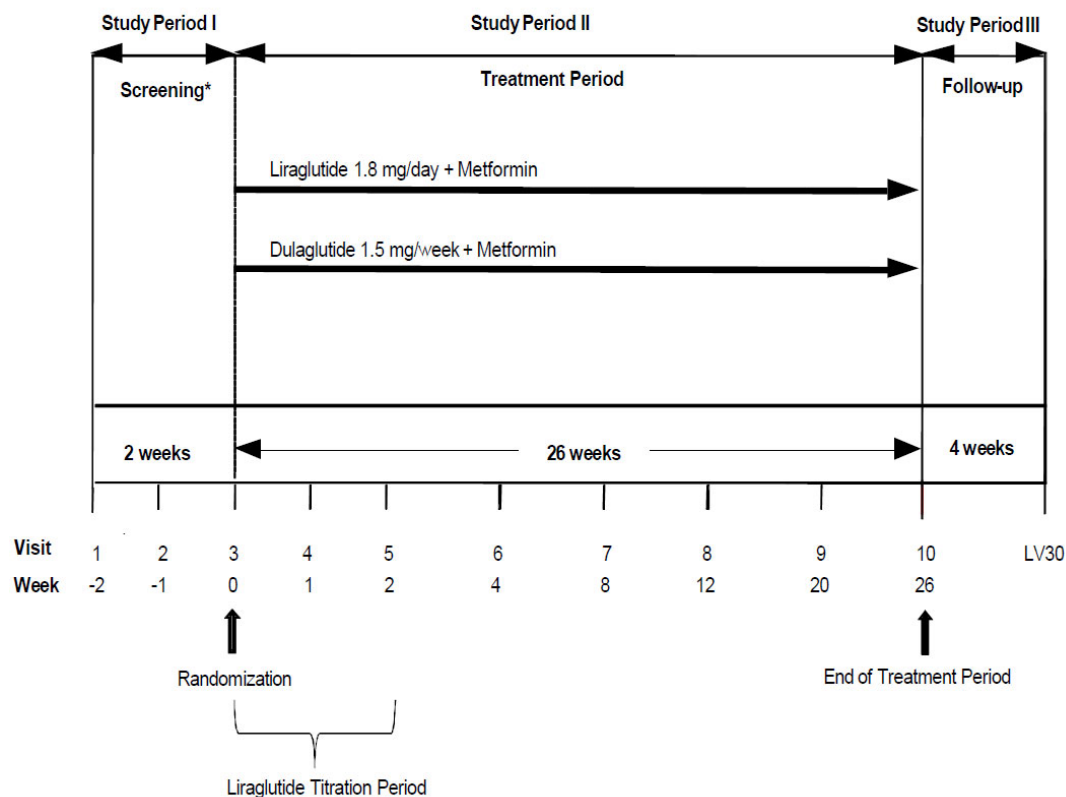 Study Period I
Study Period II
Study Period III
Screening*
Treatment Period
Follow-up
Liraglutide 1.8 mg/day + Metformin
Dulaglutide 1.5 mg/week + Metformin
2 weeks
26 weeks
4 weeks
Visit 1 2 3 4 5 6 7 8 9 10 LV30
Week -2 -1 0 1 2 4 8 12 20 26
Randomization
End of Treatment Period
Liraglutide Titration Period